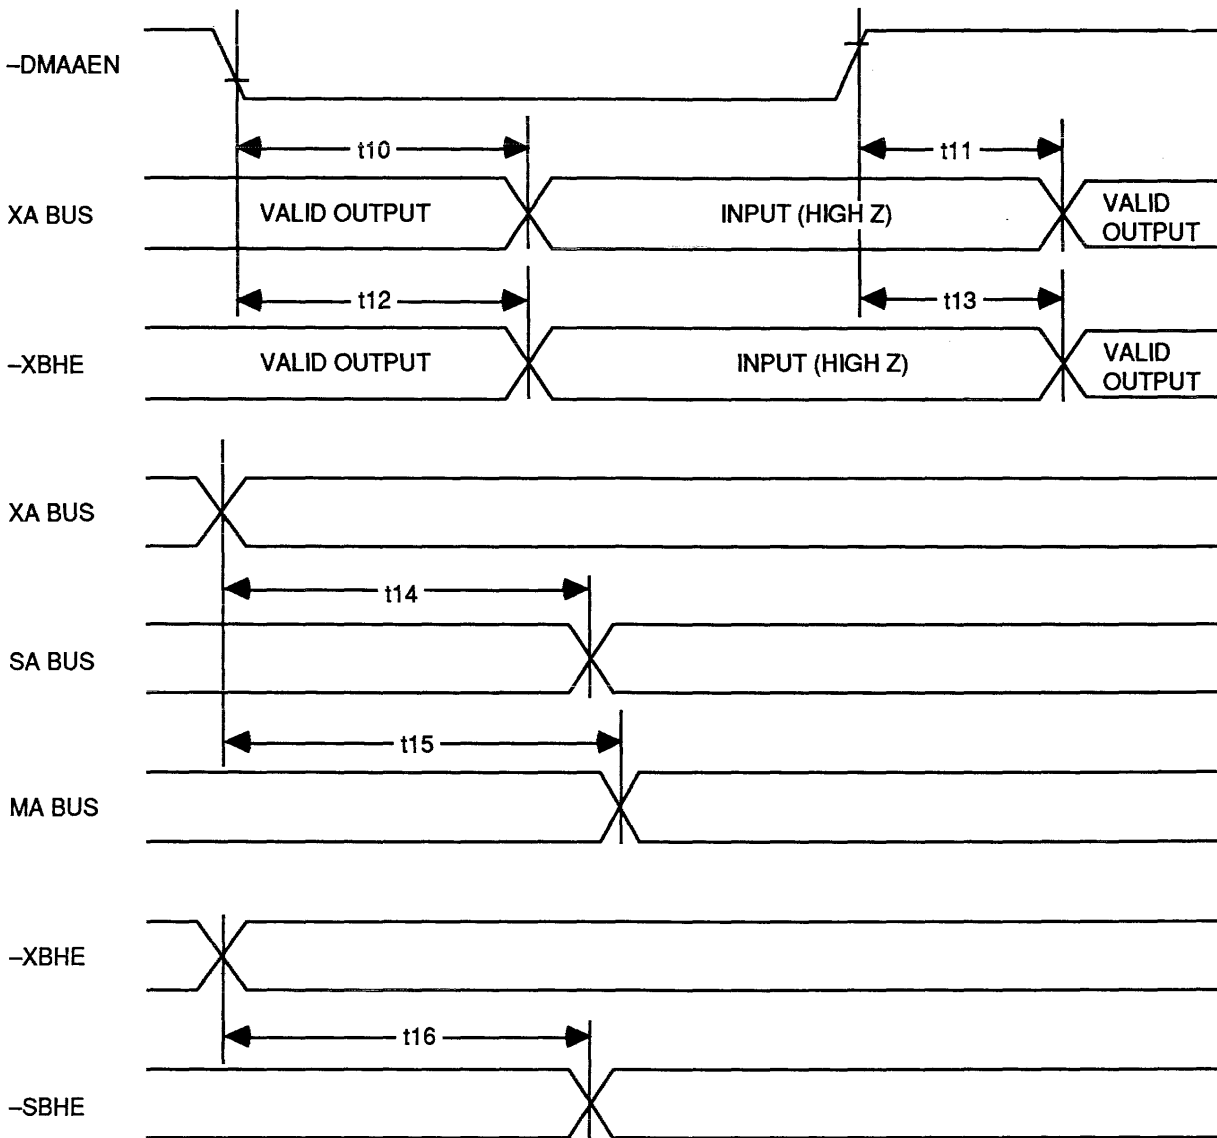 –DMAAEN
t10
t11
XA BUS
VALID OUTPUT
INPUT (HIGH Z)
VALID
OUTPUT
t12
t13
–XBHE
VALID OUTPUT
INPUT (HIGH Z)
VALID
OUTPUT
XA BUS
t14
SA BUS
t15
MA BUS
–XBHE
t16
–SBHE